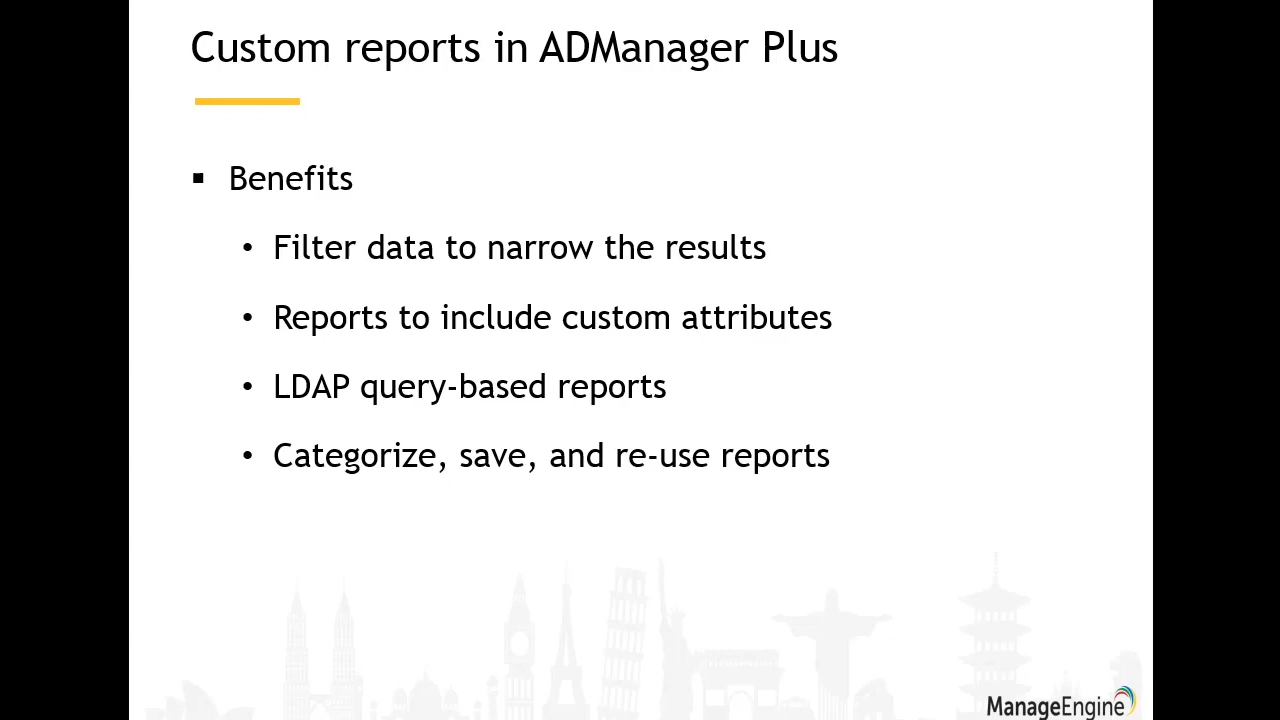 Custom reports in ADManager Plus
▪ Benefits
• Filter data to narrow the results
• Reports to include custom attributes
• LDAP query-based reports
• Categorize, save, and re-use reports
ManageEngine